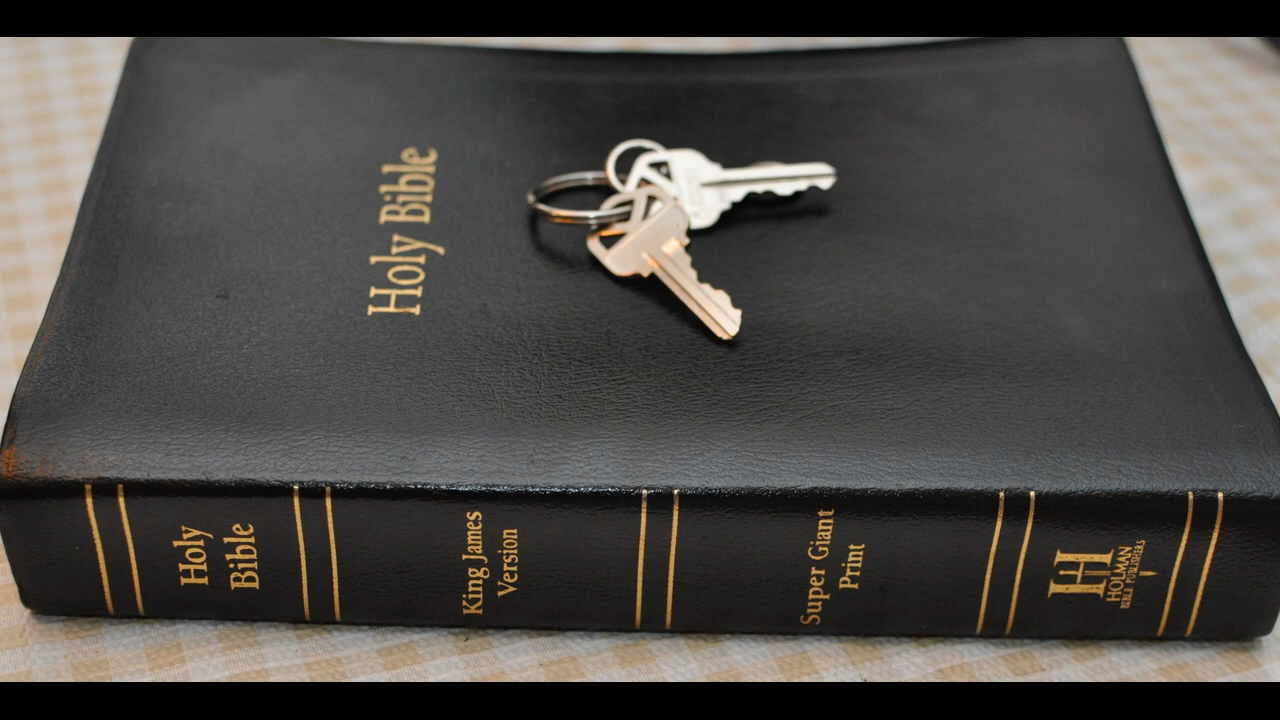 Holy Bible
Holy
Bible
King James
Version
Super Giant
Print
H
HOLMAN
BIBLE PUBLISHERS